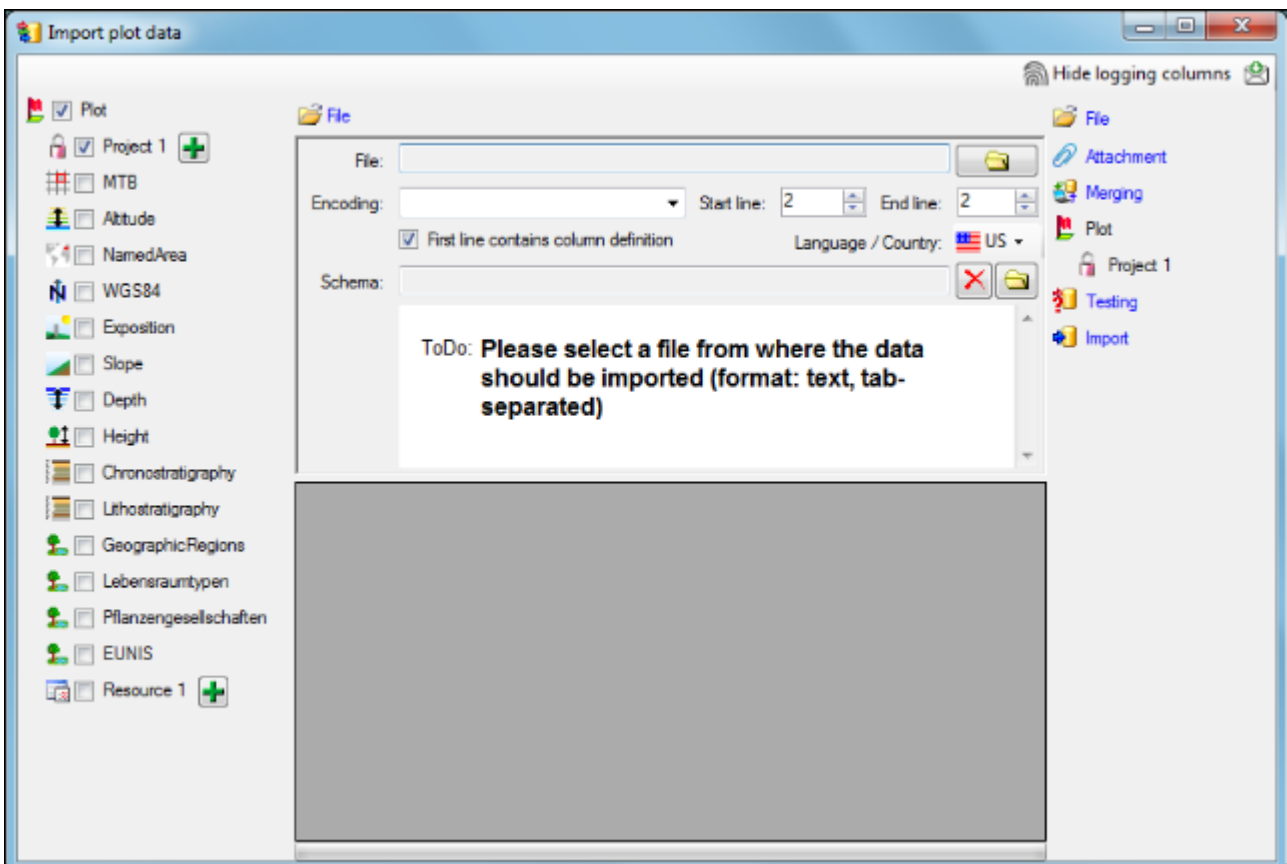 Import plot data
Hide logging columns
Plot
Project 1
MTB
Altitude
NamedArea
WGS84
Exposition
Slope
Depth
Height
Chronostratigraphy
Lithostratigraphy
GeographicRegions
Lebensraumtypen
Pflanzengesellschaften
EUNIS
Resource 1
File
File:
Encoding: Start line: 2 End line: 2
First line contains column definition Language / Country: US
Schema:
ToDo: Please select a file from where the data
should be imported (format: text, tab-
separated)
File
Attachment
Merging
Plot
Project 1
Testing
Import